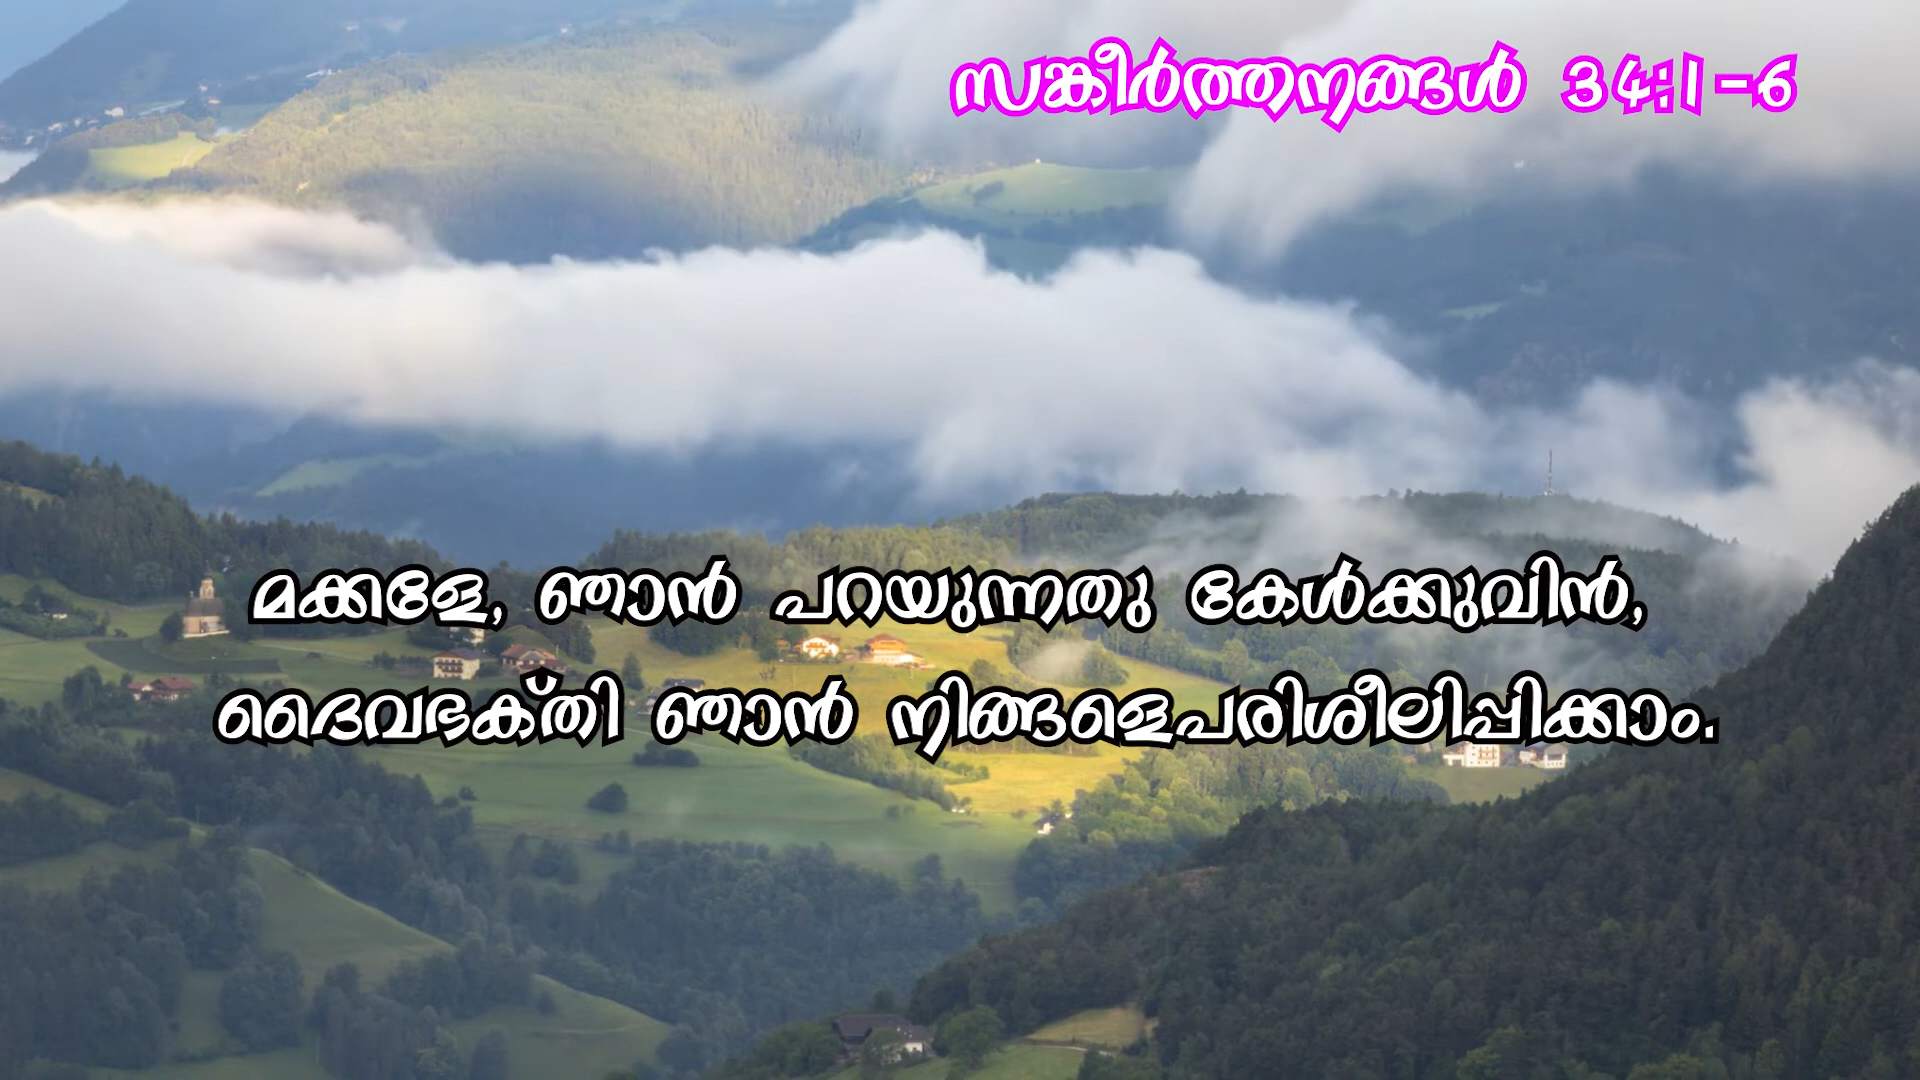 സങ്കീർത്തനങ്ങൾ 34:1-6
മക്കളേ, ഞാൻ പറയുന്നതു കേൾക്കുവിൻ,
ദൈവഭക്‌തി ഞാൻ നിങ്ങളെപരിശീലിപ്പിക്കാം.